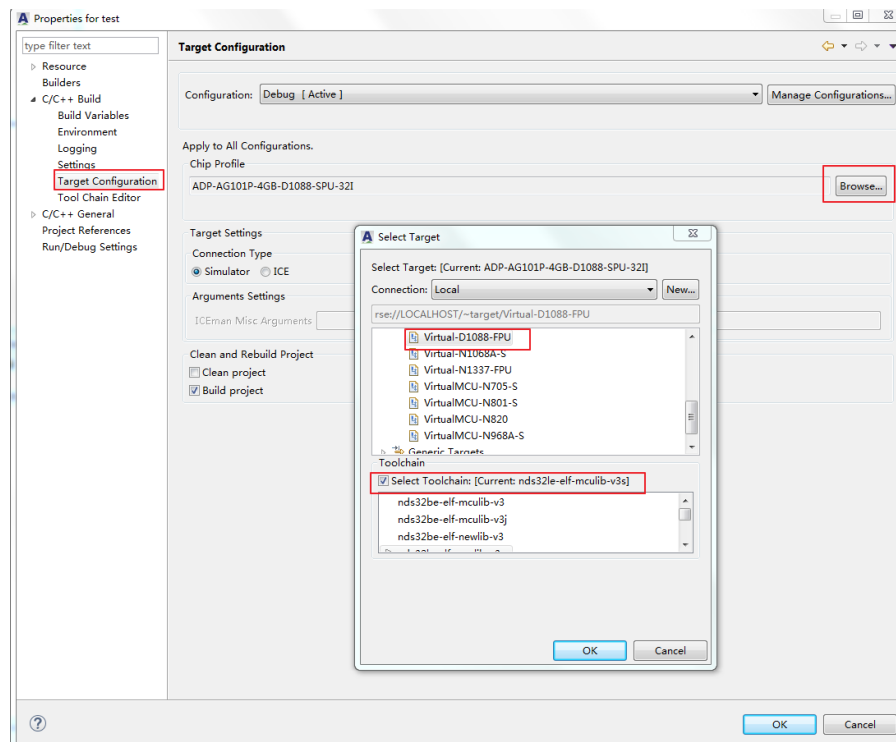 Properties for test
type filter text
Resource
Builders
C/C++ Build
Build Variables
Environment
Logging
Settings
Target Configuration
Tool Chain Editor
C/C++ General
Project References
Run/Debug Settings
Target Configuration
Configuration: Debug [ Active ] Manage Configurations...
Apply to All Configurations.
Chip Profile
ADP-AG101P-4GB-D1088-SPU-32I Browse...
Target Settings
Connection Type
Simulator ICE
Arguments Settings
ICEman Misc Arguments
Clean and Rebuild Project
Clean project
Build project
Select Target
Select Target: [Current: ADP-AG101P-4GB-D1088-SPU-32I]
Connection: Local New...
rse://LOCALHOST/~target/Virtual-D1088-FPU
Virtual-D1088-FPU
Virtual-N1068A-S
Virtual-N1337-FPU
VirtualMCU-N705-S
VirtualMCU-N801-S
VirtualMCU-N820
VirtualMCU-N968A-S
Generic Targets
Toolchain
Select Toolchain: [Current: nds32le-elf-mculib-v3s]
nds32be-elf-mculib-v3
nds32be-elf-mculib-v3j
nds32be-elf-newlib-v3
OK Cancel
OK Cancel